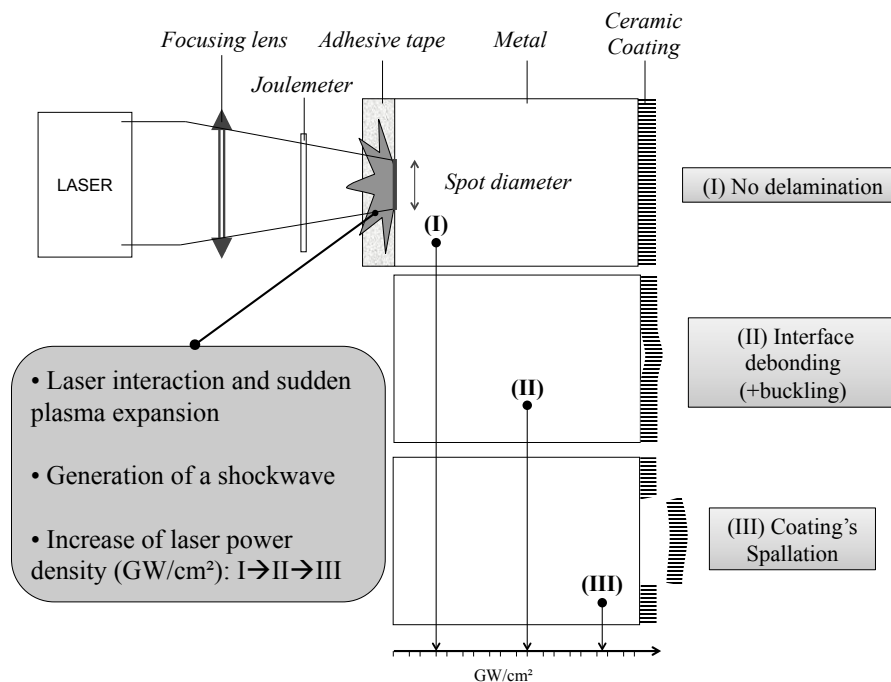 Focusing lens
Adhesive tape
Metal
Ceramic
Coating
Joulemeter
LASER
Spot diameter
(I)
(I) No delamination
• Laser interaction and sudden
plasma expansion
• Generation of a shockwave
• Increase of laser power
density (GW/cm²): I→II→III
(II)
(II) Interface
debonding
(+buckling)
(III)
(III) Coating’s
Spallation
GW/cm²